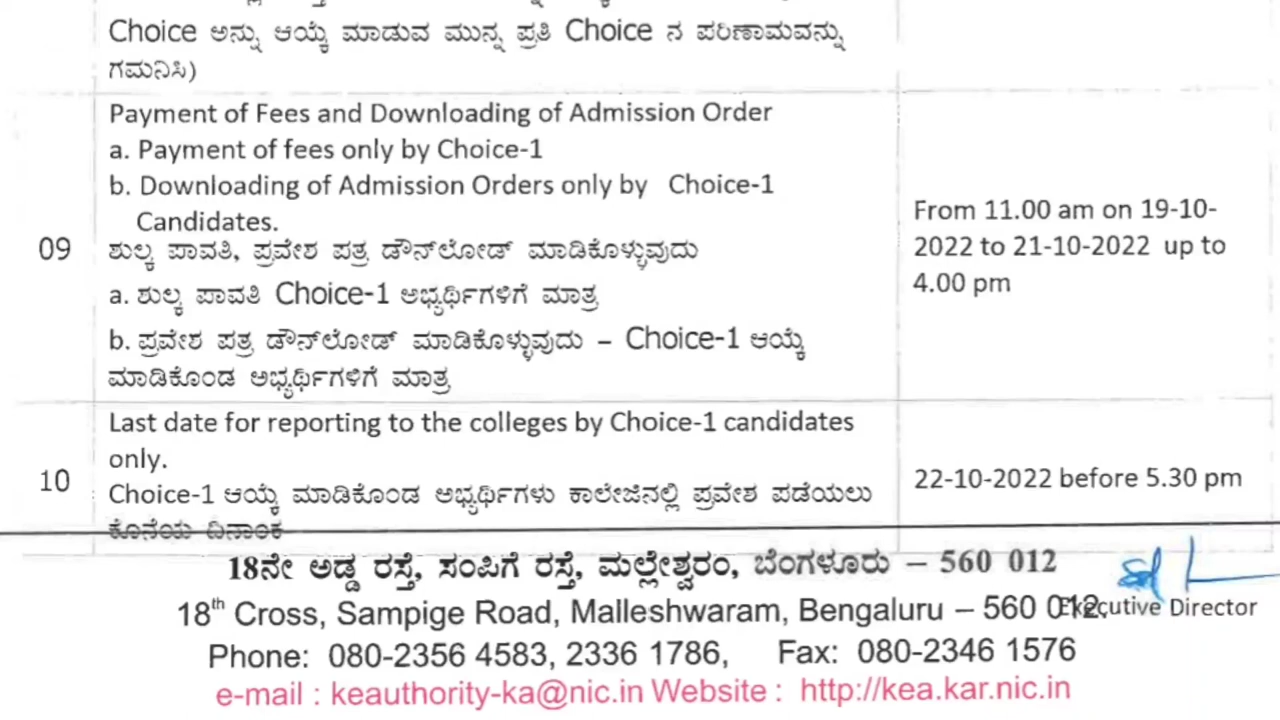 Choice ಅನ್ನು ಆಯ್ಕೆ ಮಾಡುವ ಮುನ್ನ ಪ್ರತಿ Choice ನ ಪರಿಣಾಮವನ್ನು
ಗಮನಿಸಿ)
Payment of Fees and Downloading of Admission Order
a. Payment of fees only by Choice-1
b. Downloading of Admission Orders only by Choice-1
Candidates.
09
ಶುಲ್ಕ ಪಾವತಿ, ಪ್ರವೇಶ ಪತ್ರ ಡೌನ್‌ಲೋಡ್ ಮಾಡಿಕೊಳ್ಳುವುದು
a. ಶುಲ್ಕ ಪಾವತಿ Choice-1 ಅಭ್ಯರ್ಥಿಗಳಿಗೆ ಮಾತ್ರ
b. ಪ್ರವೇಶ ಪತ್ರ ಡೌನ್‌ಲೋಡ್ ಮಾಡಿಕೊಳ್ಳುವುದು – Choice-1 ಆಯ್ಕೆ
ಮಾಡಿಕೊಂಡ ಅಭ್ಯರ್ಥಿಗಳಿಗೆ ಮಾತ್ರ
From 11.00 am on 19-10-
2022 to 21-10-2022 up to
4.00 pm
Last date for reporting to the colleges by Choice-1 candidates
only.
10
Choice-1 ಆಯ್ಕೆ ಮಾಡಿಕೊಂಡ ಅಭ್ಯರ್ಥಿಗಳು ಕಾಲೇಜಿನಲ್ಲಿ ಪ್ರವೇಶ ಪಡೆಯಲು
ಕೊನೆಯ ದಿನಾಂಕ
22-10-2022 before 5.30 pm
18ನೇ ಅಡ್ಡ ರಸ್ತೆ, ಸಂಪಿಗೆ ರಸ್ತೆ, ಮಲ್ಲೇಶ್ವರಂ, ಬೆಂಗಳೂರು – 560 012
18th Cross, Sampige Road, Malleshwaram, Bengaluru – 560 012.
Executive Director
Phone: 080-2356 4583, 2336 1786, Fax: 080-2346 1576
e-mail : keauthority-ka@nic.in Website : http://kea.kar.nic.in